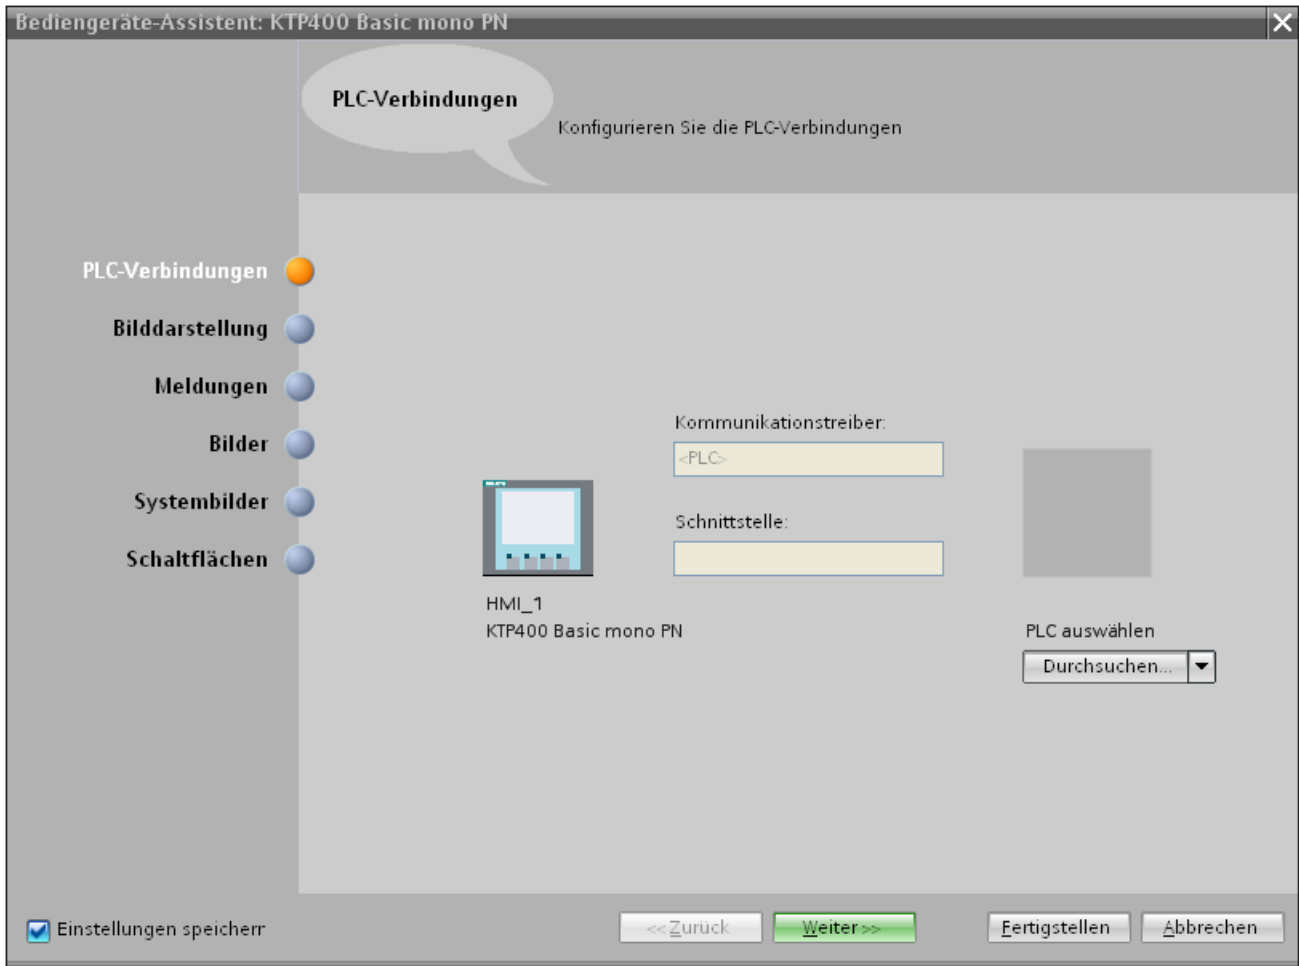 Bediengeräte-Assistent: KTP400 Basic mono PN
PLC-Verbindungen
Konfigurieren Sie die PLC-Verbindungen
PLC-Verbindungen
Bilddarstellung
Meldungen
Bilder
Systembilder
Schaltflächen
Kommunikationstreiber:
<PLC>
Schnittstelle:
HMI_1
KTP400 Basic mono PN
PLC auswählen
Durchsuchen...
Einstellungen speicherr
<< Zurück
Weiter >>
Fertigstellen
Abbrechen